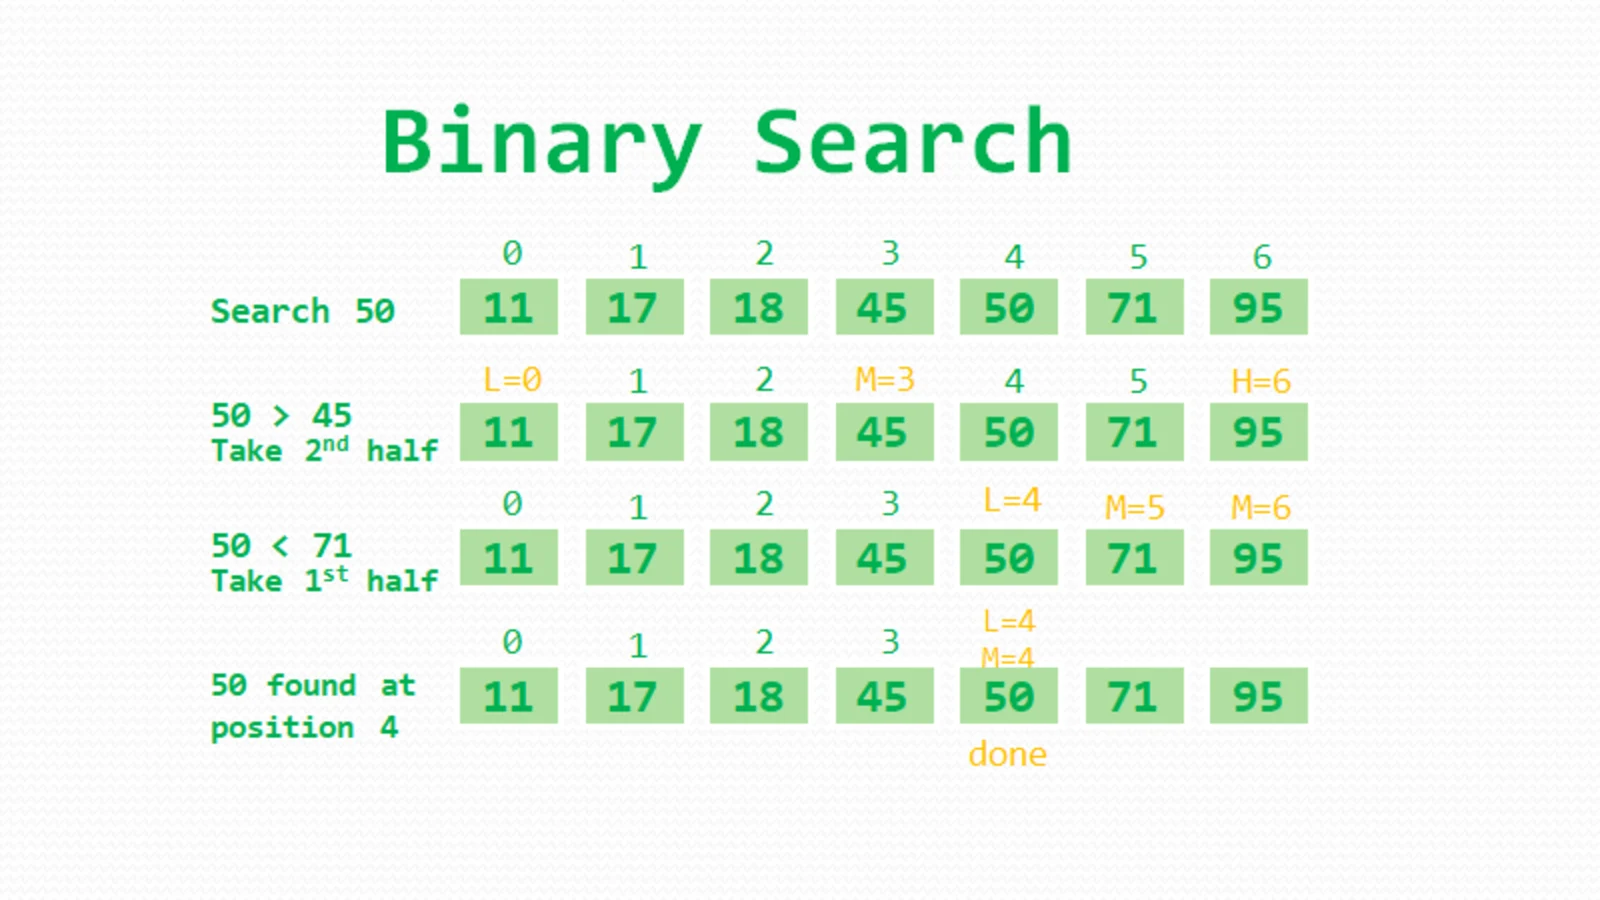 Binary Search
0 1 2 3 4 5 6
Search 50 11 17 18 45 50 71 95
L=0 1 2 M=3 4 5 H=6
50 > 45
Take 2nd half 11 17 18 45 50 71 95
0 1 2 3 L=4 M=5 M=6
50 < 71
Take 1st half 11 17 18 45 50 71 95
L=4
0 1 2 3 M=4
50 found at 11 17 18 45 50 71 95
position 4
done